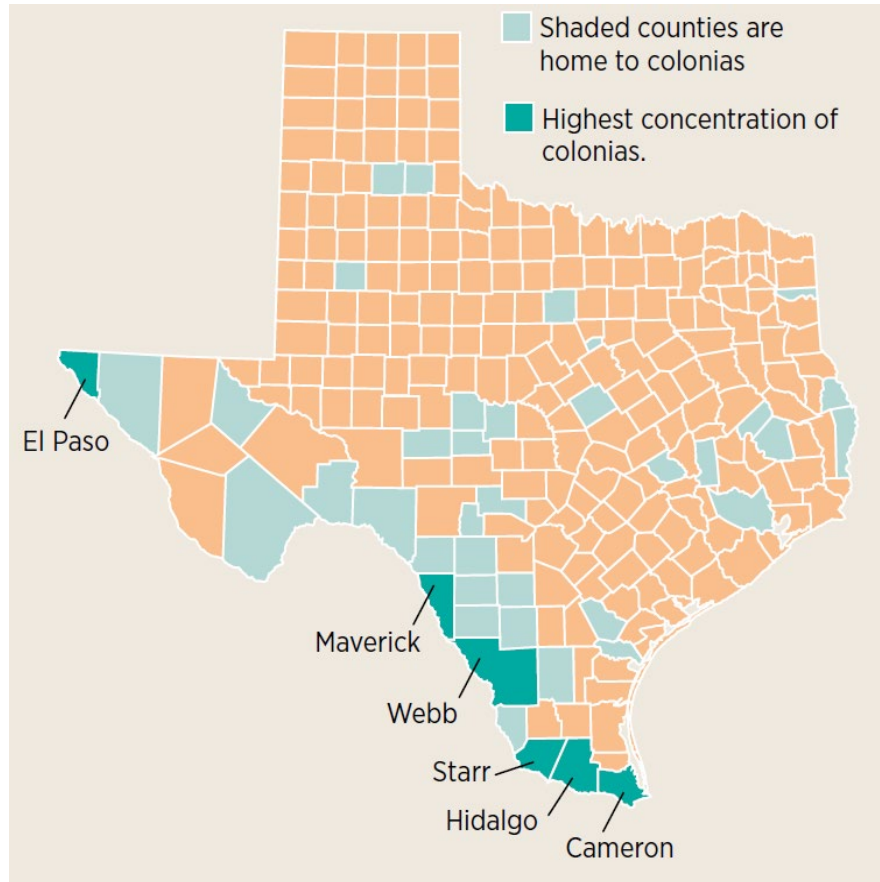 Shaded counties are
home to colonias
Highest concentration of
colonias.
El Paso
Maverick
Webb
Starr
Hidalgo
Cameron